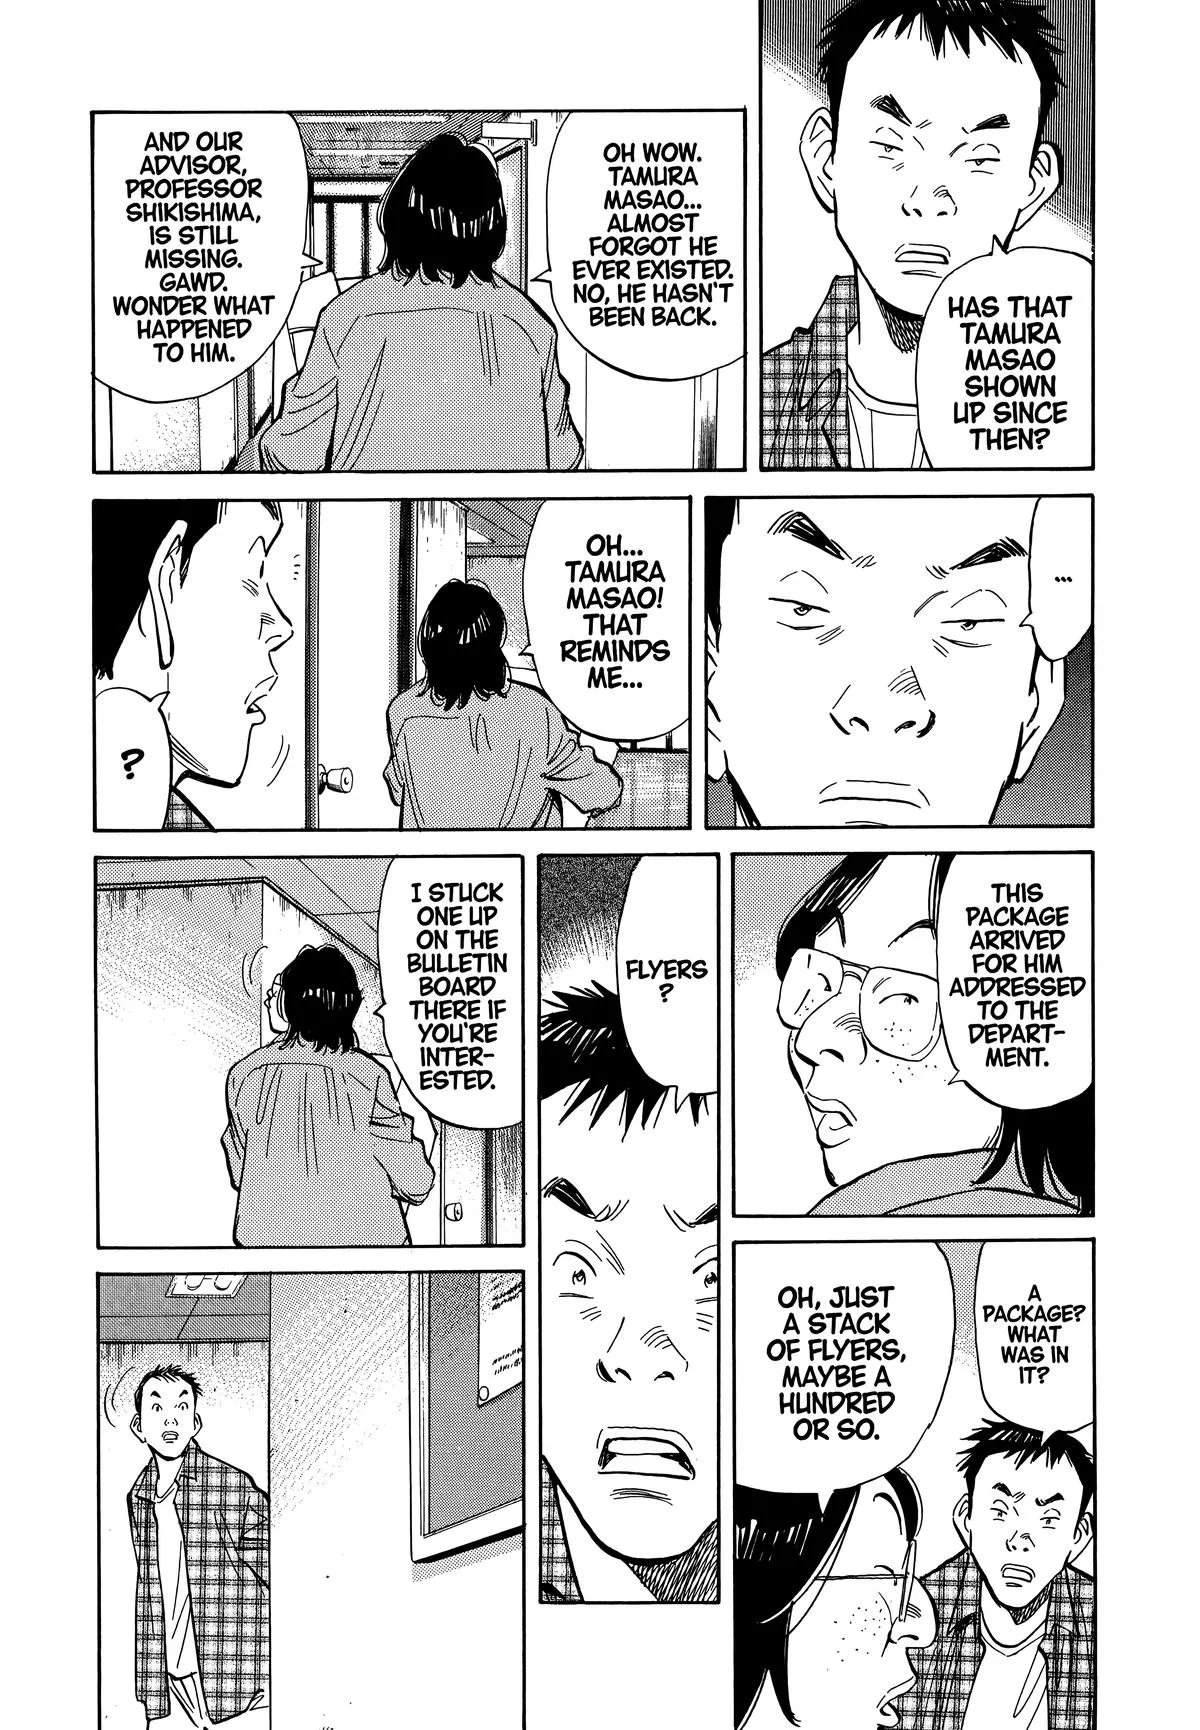 HAS THAT
TAMURA
MASAO
SHOWN
UP SINCE
THEN?
OH WOW.
TAMURA
MASAO...
ALMOST
FORGOT HE
EVER EXISTED.
NO, HE HASN'T
BEEN BACK.
AND OUR
ADVISOR,
PROFESSOR
SHIKISHIMA,
IS STILL
MISSING.
GAWD.
WONDER WHAT
HAPPENED
TO HIM.
...
OH...
TAMURA
MASAO!
THAT
REMINDS
ME...
?
THIS
PACKAGE
ARRIVED
FOR HIM
ADDRESSED
TO THE
DEPART-
MENT.
A
PACKAGE?
WHAT
WAS IN
IT?
OH, JUST
A STACK
OF FLYERS,
MAYBE A
HUNDRED
OR SO.
FLYERS
?
I STUCK
ONE UP
ON THE
BULLETIN
BOARD
THERE IF
YOU'RE
INTER-
ESTED.